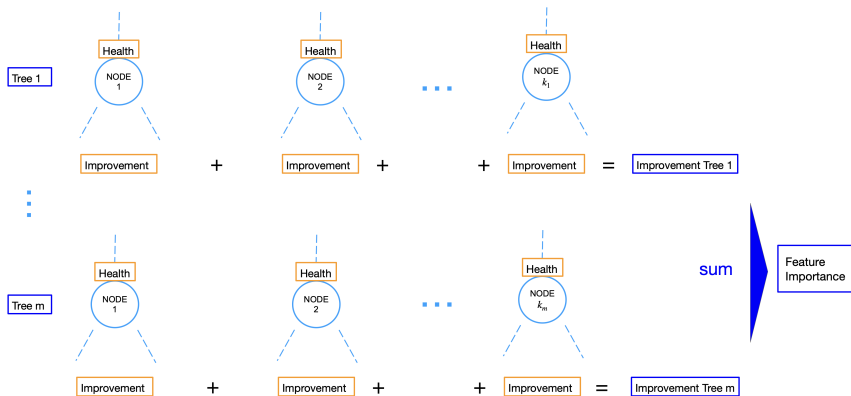 Health Health Health
Tree 1 NODE 1 NODE 2 ... NODE k₁
Improvement + Improvement + + Improvement = Improvement Tree 1
Health Health Health
sum Feature Importance
Tree m NODE 1 NODE 2 ... NODE kₘ
Improvement + Improvement + + Improvement = Improvement Tree m